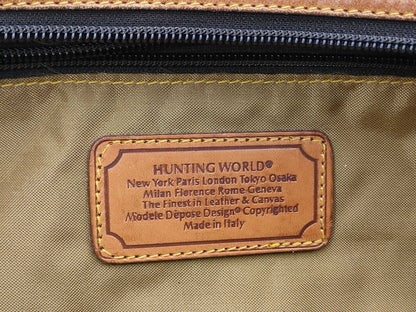 HUNTING WORLD®
New York Paris London Tokyo Osaka
Milan Florence Rome Geneva
The Finest in Leather & Canvas
Modele Dèpose Design® Copyrighted
Made in Italy